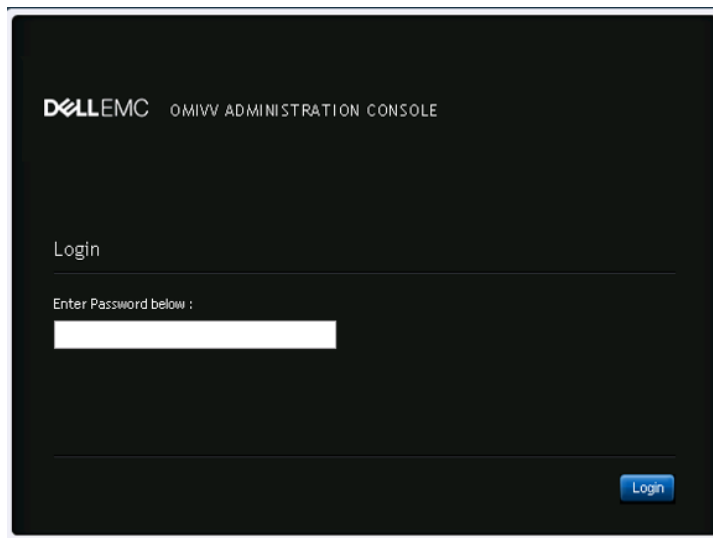 DELLEMC OMIVV ADMINISTRATION CONSOLE
Login
Enter Password below :
Login